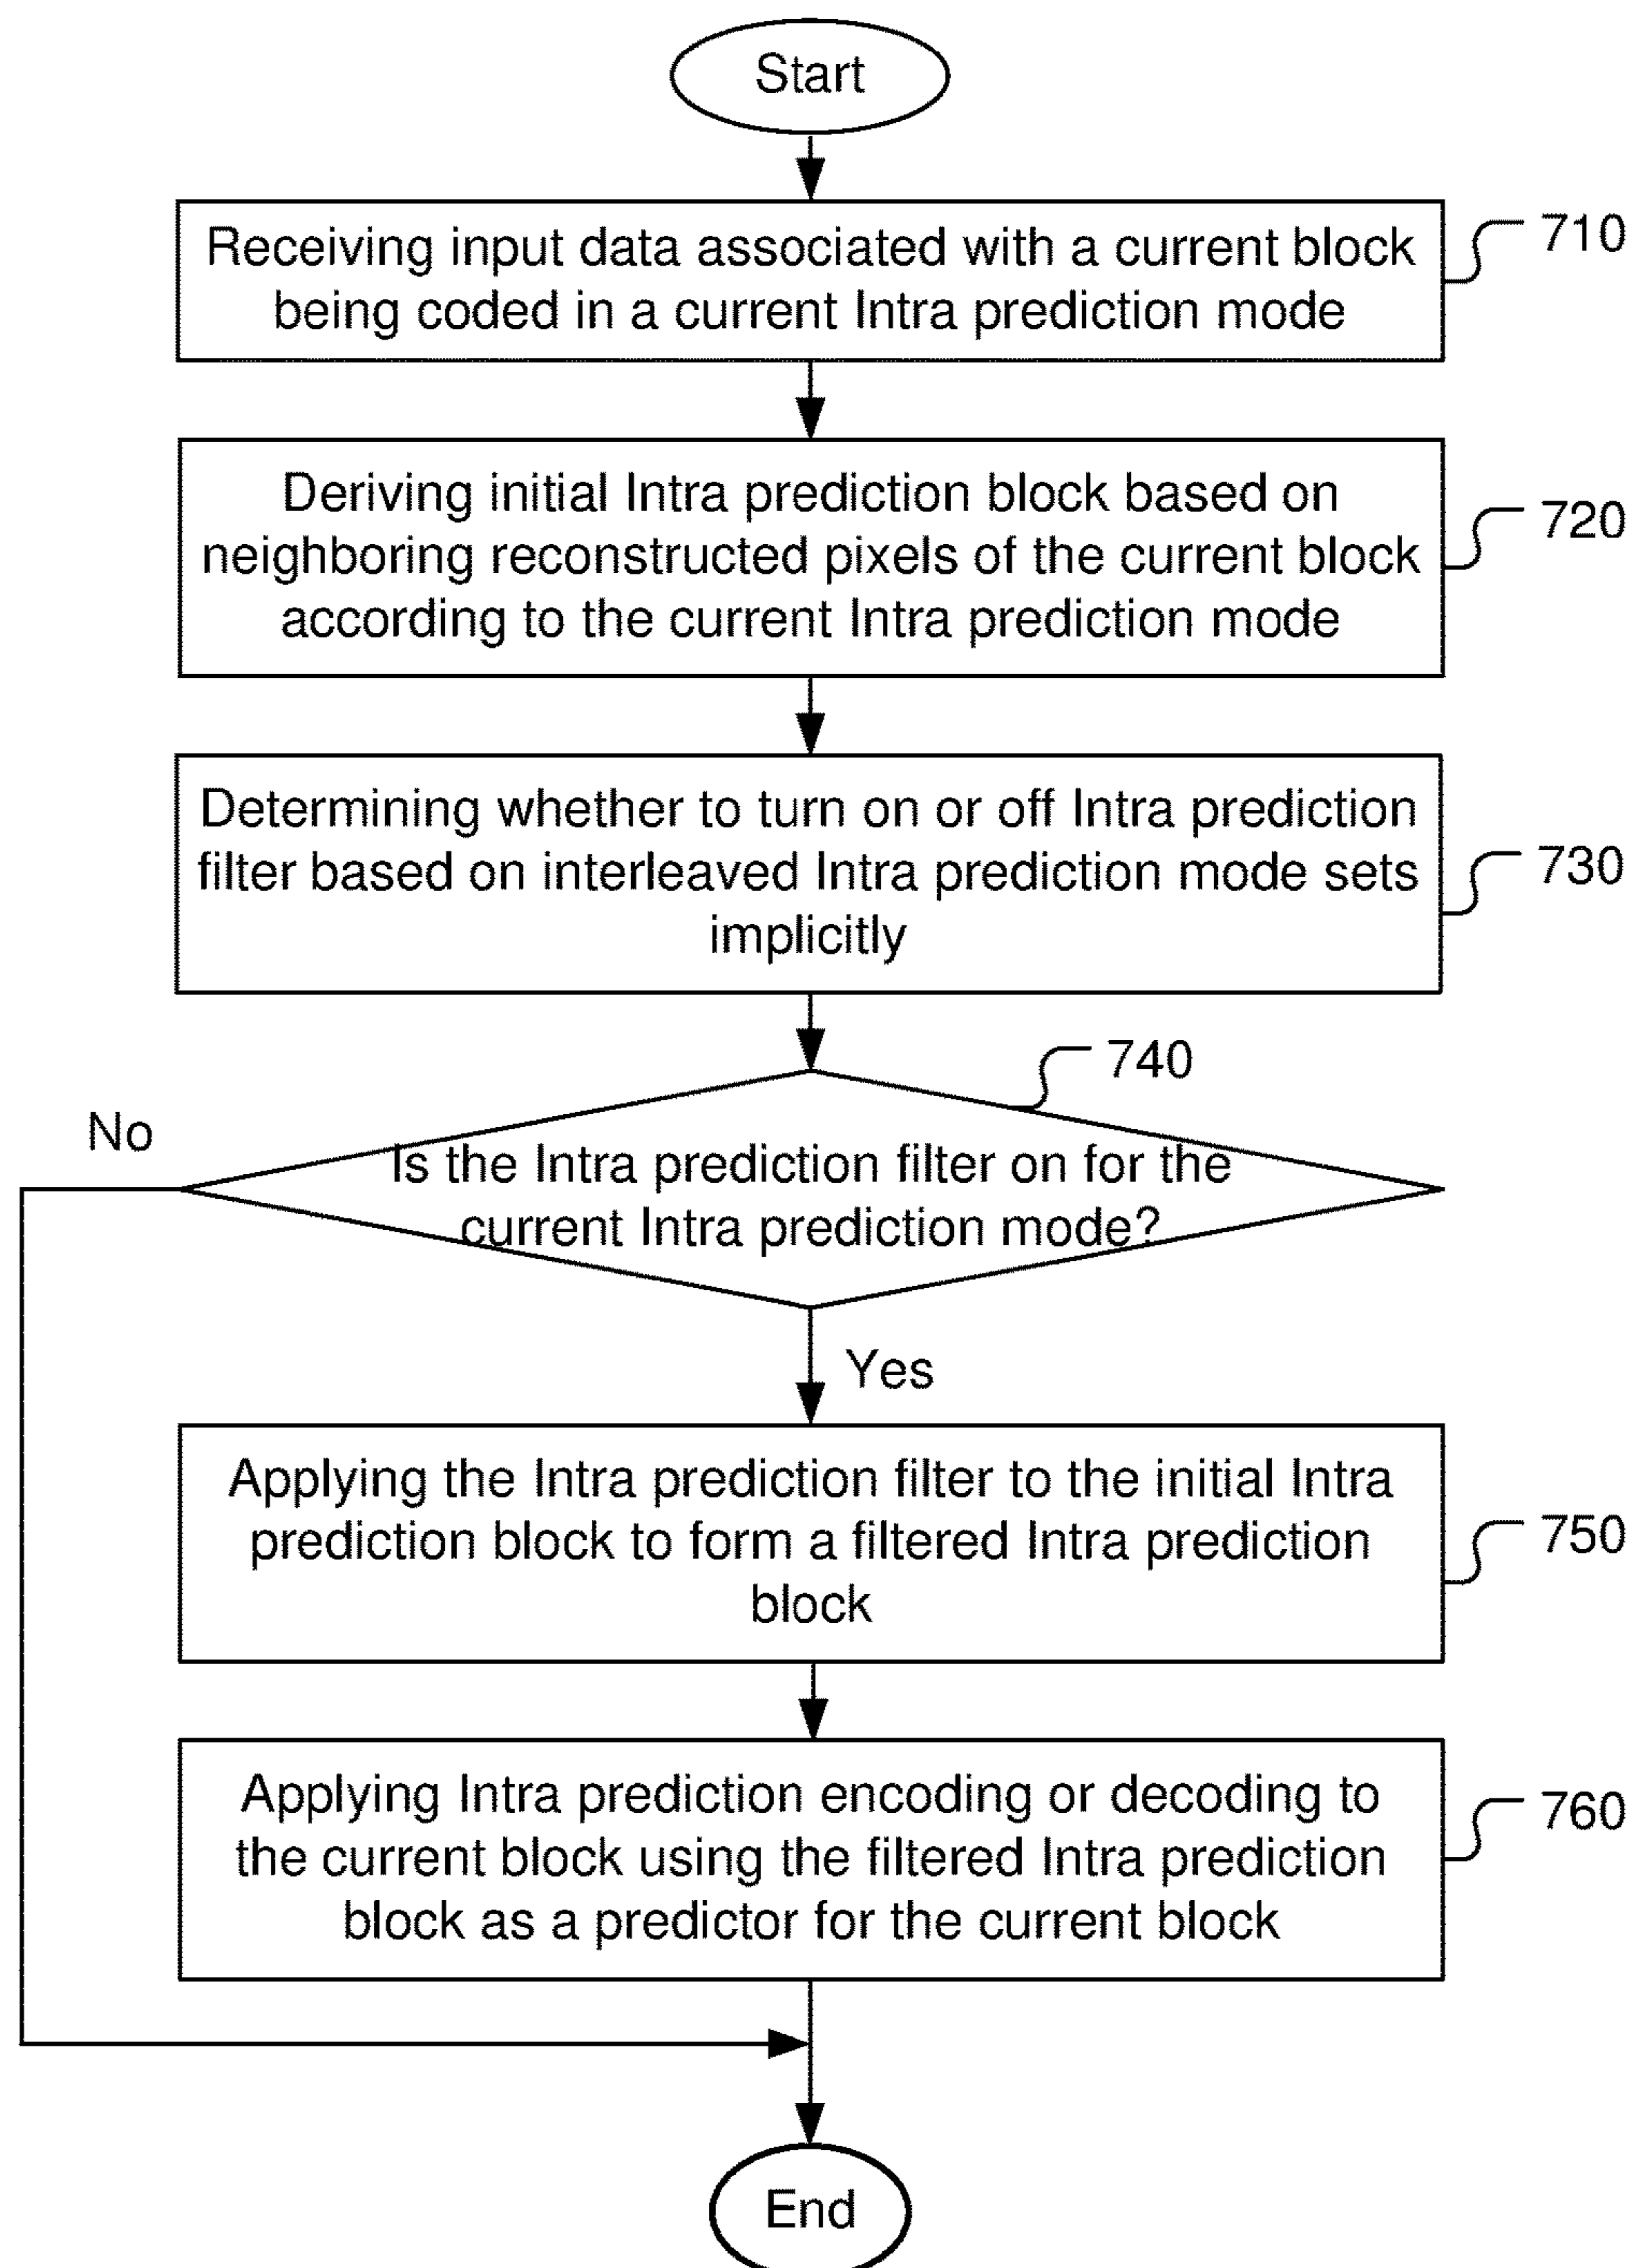 Start
Receiving input data associated with a current block
being coded in a current Intra prediction mode
710
Deriving initial Intra prediction block based on
neighboring reconstructed pixels of the current block
according to the current Intra prediction mode
720
Determining whether to turn on or off Intra prediction
filter based on interleaved Intra prediction mode sets
implicitly
730
740
No
Is the Intra prediction filter on for the
current Intra prediction mode?
Yes
Applying the Intra prediction filter to the initial Intra
prediction block to form a filtered Intra prediction
block
750
Applying Intra prediction encoding or decoding to
the current block using the filtered Intra prediction
block as a predictor for the current block
760
End